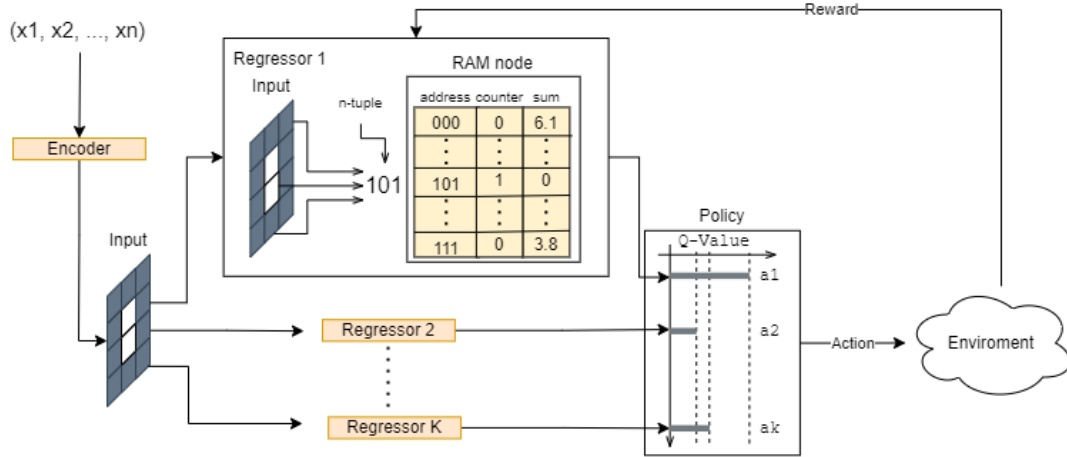 Reward
(x1, x2, ..., xn)
Regressor 1
RAM node
Input
address counter sum
n-tuple
000 0 6.1
Encoder
101
101 1 0
111 0 3.8
Input
Policy
Q-Value
a1
Regressor 2
a2
Action
Enviroment
Regressor K
ak